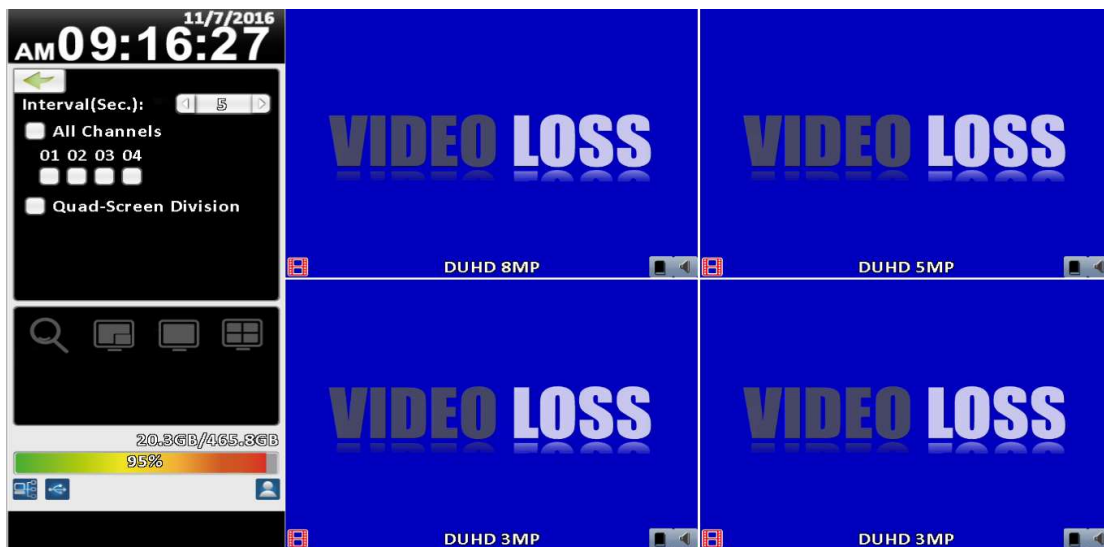 11/7/2016
AM 09:16:27
Interval(Sec.): 5
All Channels
01 02 03 04
Quad-Screen Division
20.3GB/465.8GB
95%
VIDEO LOSS
DUHD 8MP
VIDEO LOSS
DUHD 5MP
VIDEO LOSS
DUHD 3MP
VIDEO LOSS
DUHD 3MP